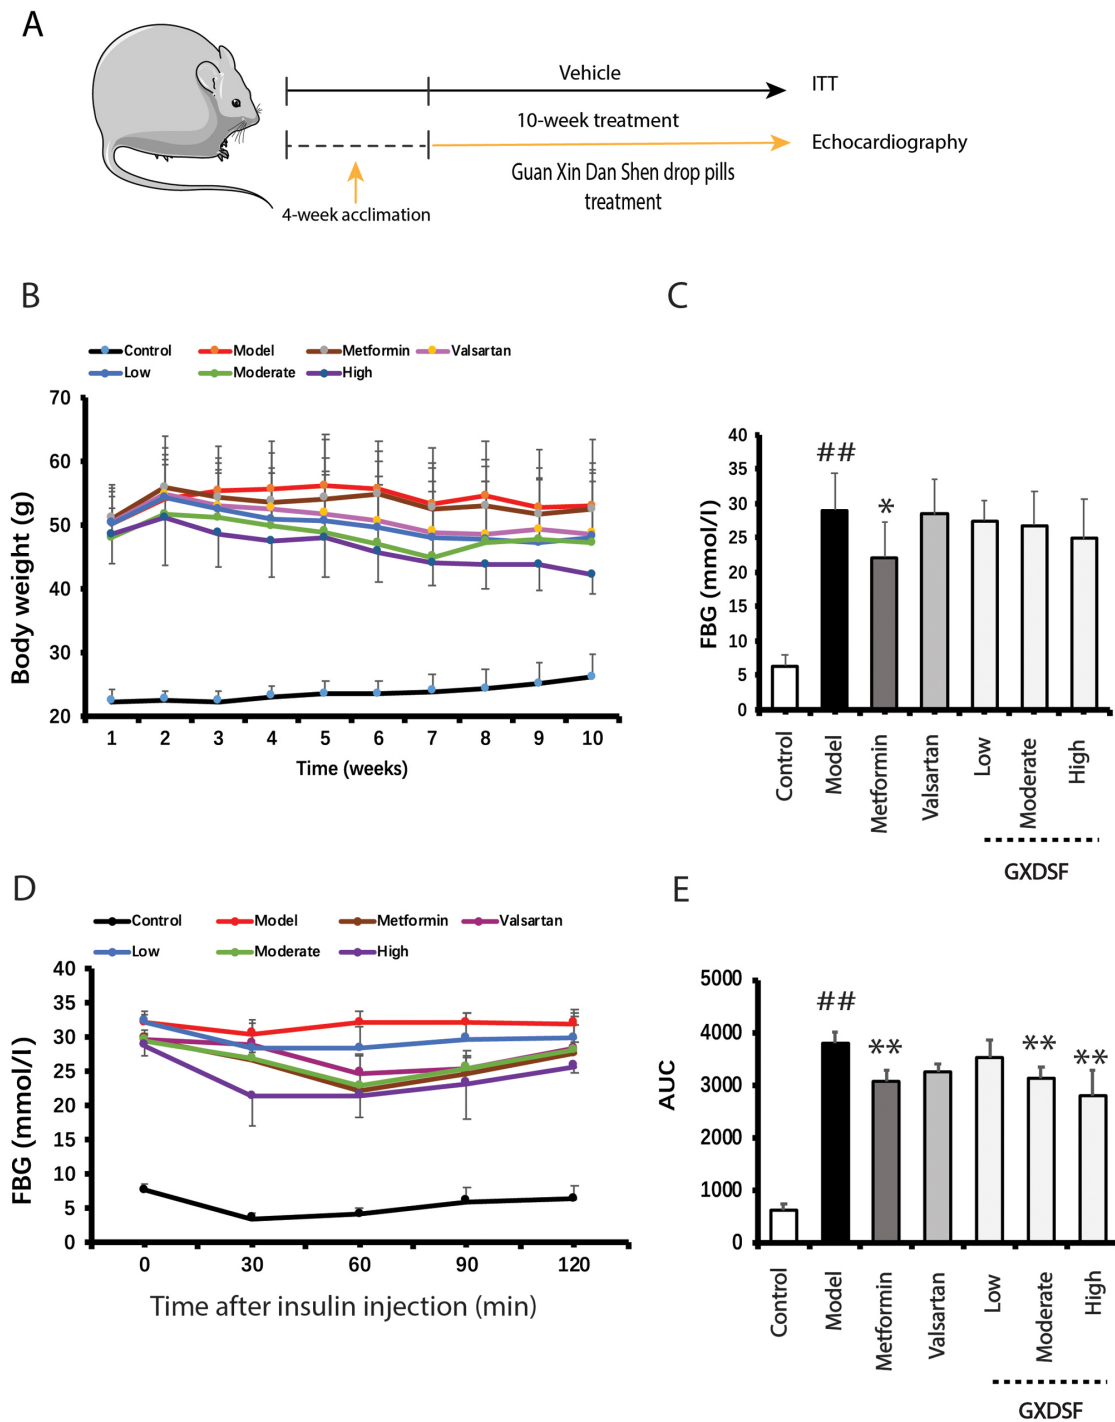 A
Vehicle
ITT
10-week treatment
Echocardiography
Guan Xin Dan Shen drop pills
treatment
4-week acclimation
B
Control Model Metformin Valsartan
Low Moderate High
70
60
50
40
30
20
Body weight (g)
1 2 3 4 5 6 7 8 9 10
Time (weeks)
C
40
35
30
25
20
15
10
5
0
FBG (mmol/l)
##
*
Control Model Metformin Valsartan Low Moderate High
GXDSF
D
Control Model Metformin Valsartan
Low Moderate High
40
35
30
25
20
15
10
5
0
FBG (mmol/l)
0 30 60 90 120
Time after insulin injection (min)
E
5000
4000
3000
2000
1000
0
AUC
##
** ** **
Control Model Metformin Valsartan Low Moderate High
GXDSF